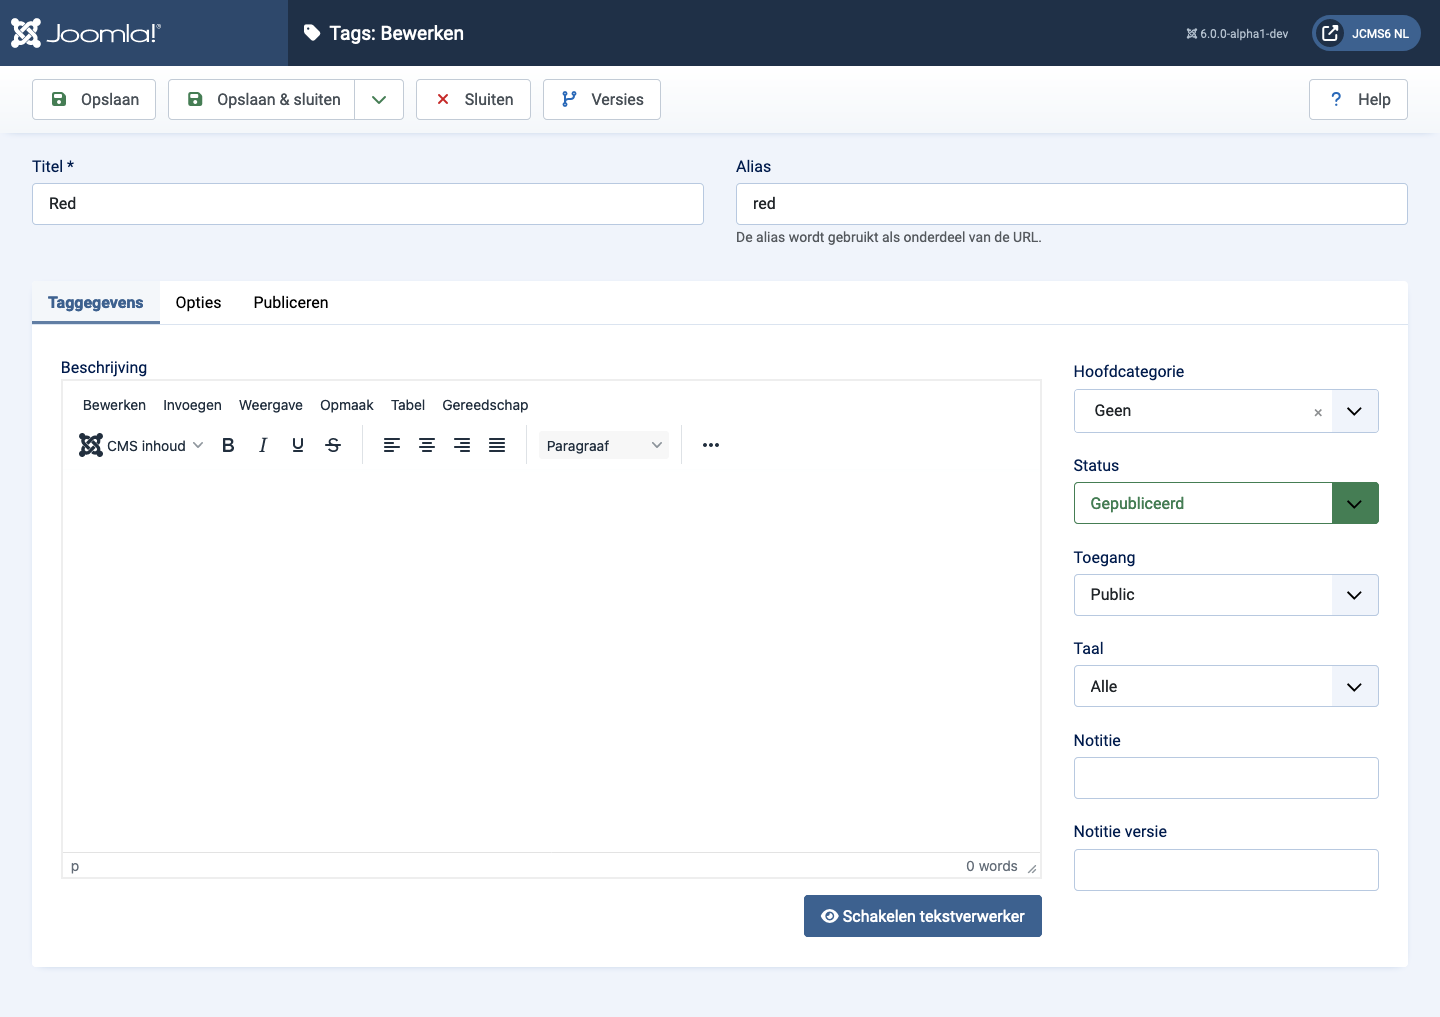 Joomla!®
Tags: Bewerken
6.0.0-alpha1-dev
JCMS6 NL
Opslaan
Opslaan & sluiten
Sluiten
Versies
? Help
Titel *
Alias
Red
red
De alias wordt gebruikt als onderdeel van de URL.
Taggegevens
Opties
Publiceren
Beschrijving
Bewerken Invoegen Weergave Opmaak Tabel Gereedschap
CMS inhoud B I U S Paragraaf
p
0 words
Schakelen tekstverwerker
Hoofdcategorie
Geen ×
Status
Gepubliceerd
Toegang
Public
Taal
Alle
Notitie
Notitie versie